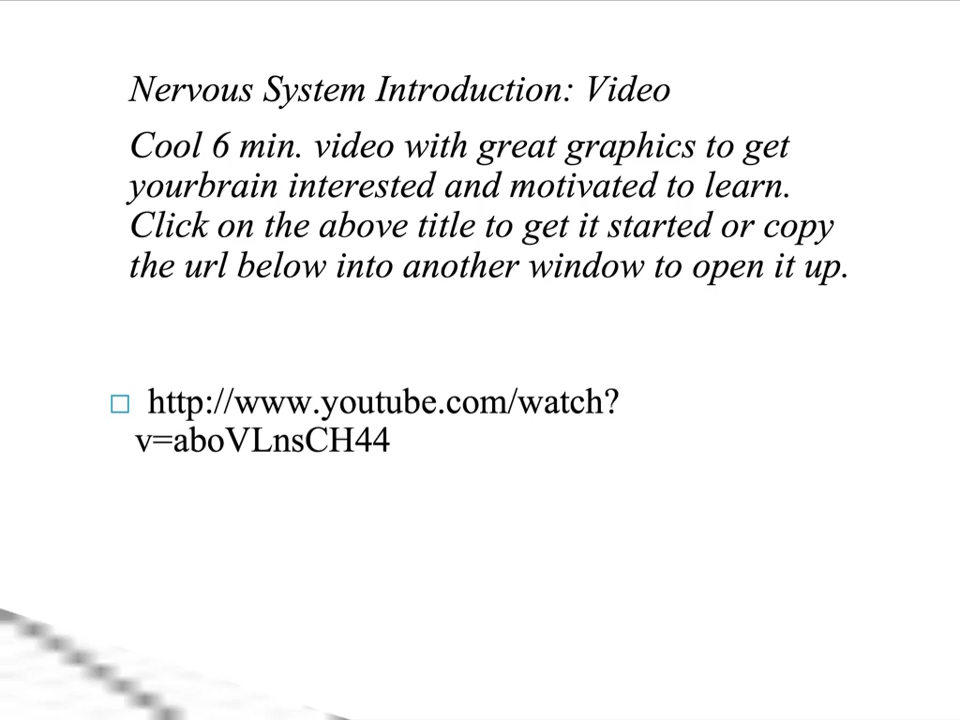 Nervous System Introduction: Video
Cool 6 min. video with great graphics to get
yourbrain interested and motivated to learn.
Click on the above title to get it started or copy
the url below into another window to open it up.
http://www.youtube.com/watch?
v=aboVLnsCH44